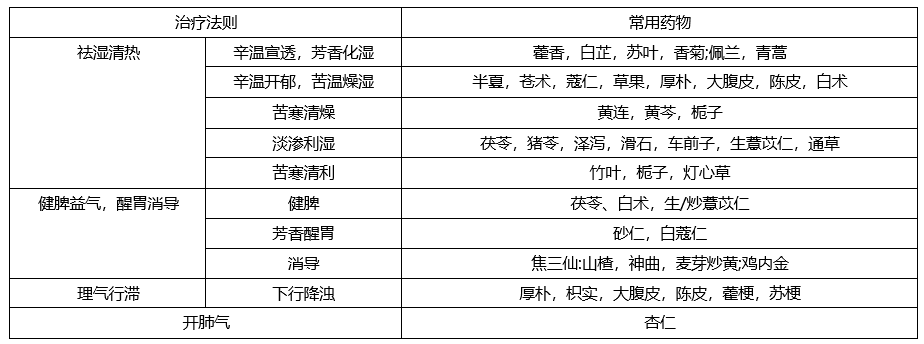 治疗法则 常用药物
祛湿清热 辛温宣透，芳香化湿 藿香，白芷，苏叶，香菊;佩兰，青蒿
辛温开郁，苦温燥湿 半夏，苍术，蔻仁，草果，厚朴，大腹皮，陈皮，白术
苦寒清燥 黄连，黄芩，栀子
淡渗利湿 茯苓，猪苓，泽泻，滑石，车前子，生薏苡仁，通草
苦寒清利 竹叶，栀子，灯心草
健脾益气，醒胃消导 健脾 茯苓、白术，生/炒薏苡仁
芳香醒胃 砂仁，白蔻仁
消导 焦三仙:山楂，神曲，麦芽炒黄;鸡内金
理气行滞 下行降浊 厚朴，枳实，大腹皮，陈皮，藿梗，苏梗
开肺气 杏仁